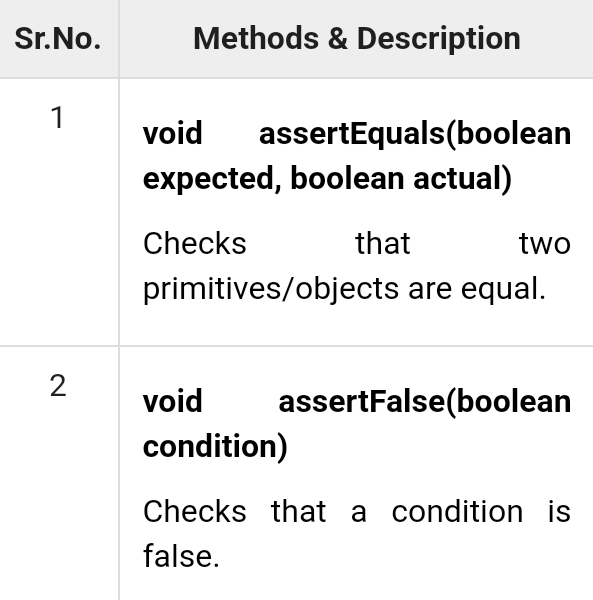 Sr.No. Methods & Description
1
void assertEquals(boolean
expected, boolean actual)
Checks that two
primitives/objects are equal.
2
void assertFalse(boolean
condition)
Checks that a condition is
false.